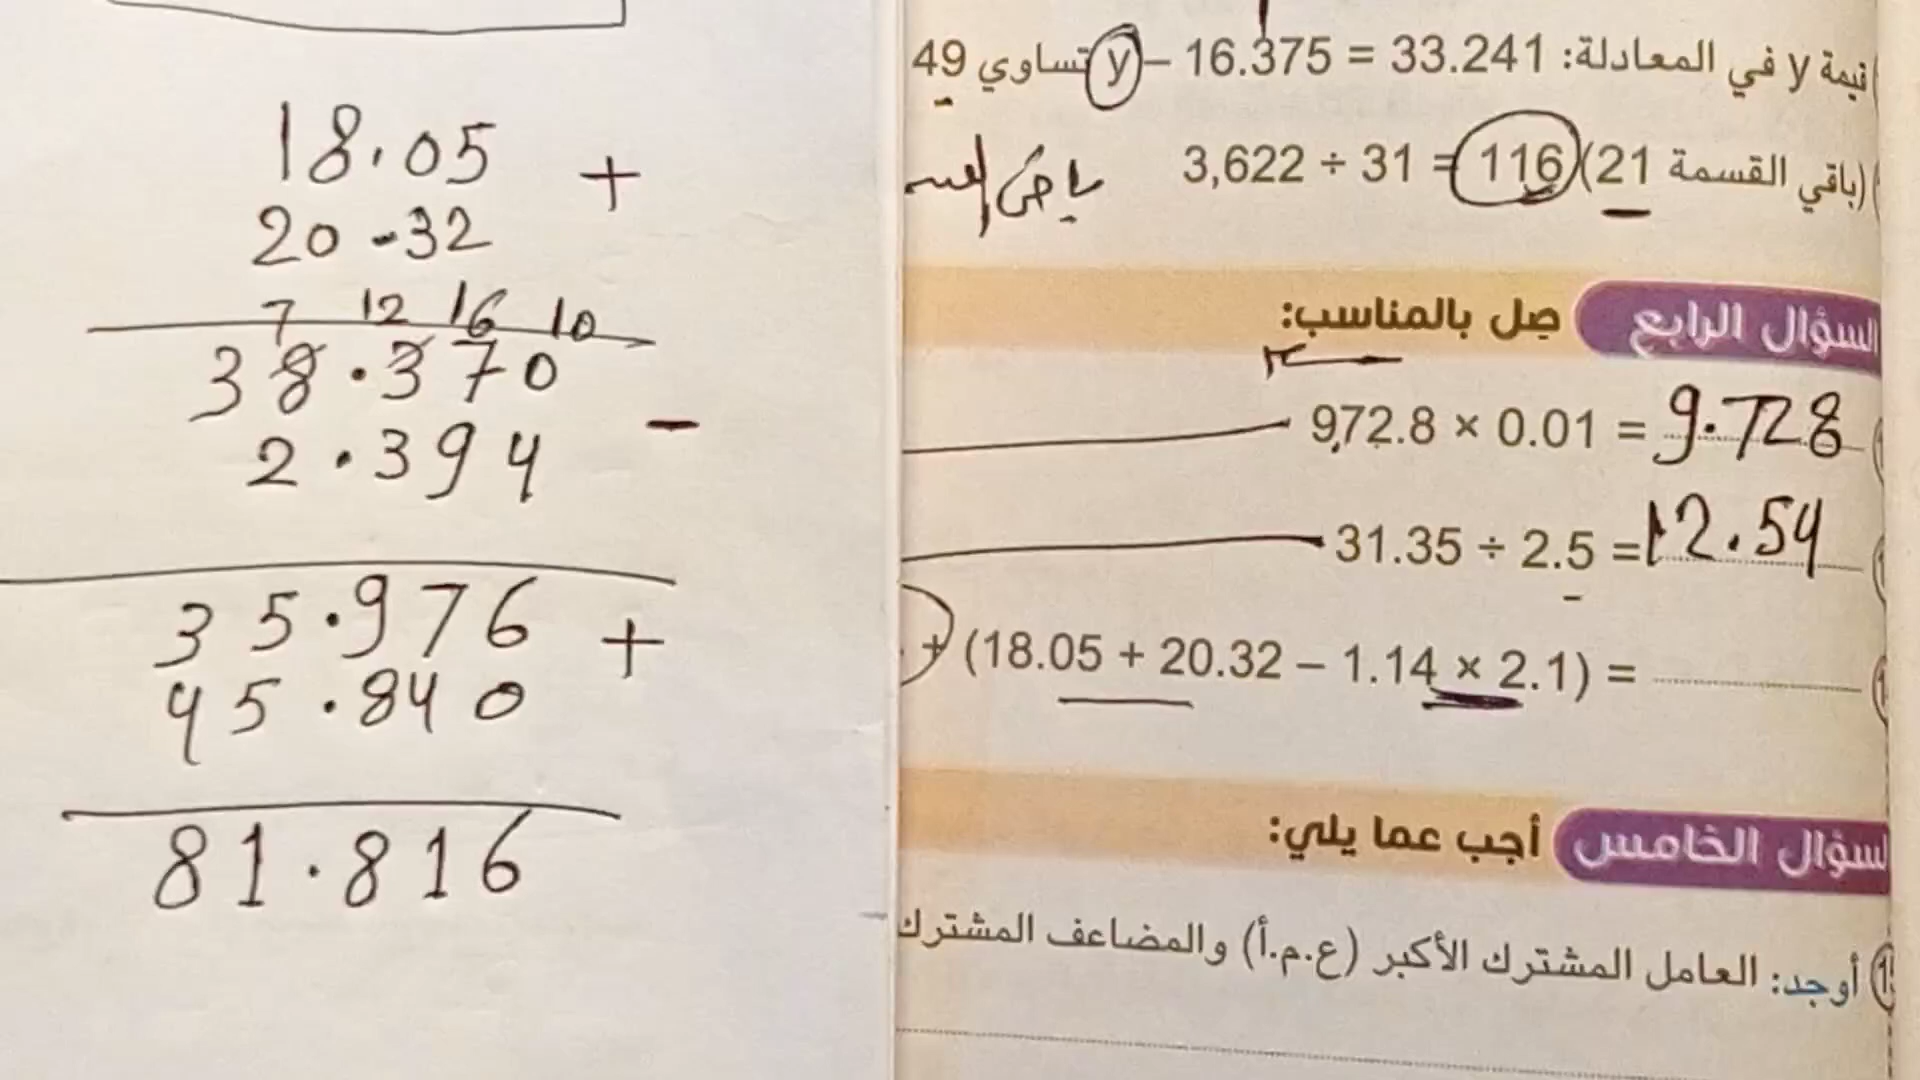 18.05 +
20.32
7 12 16 10
38.370 -
2.394
35.976 +
45.840
81.816
قيمة y في المعادلة: y – 16.375 = 33.241 تساوي 49
3,622 ÷ 31 = 116 (باقي القسمة 21)
باقي
السؤال الرابع صل بالمناسب:
972.8 × 0.01 = 9.728
31.35 ÷ 2.5 = 12.54
+ (18.05 + 20.32 – 1.14 × 2.1) =
السؤال الخامس أجب عما يلي:
أوجد: العامل المشترك الأكبر (ع.م.أ) والمضاعف المشترك